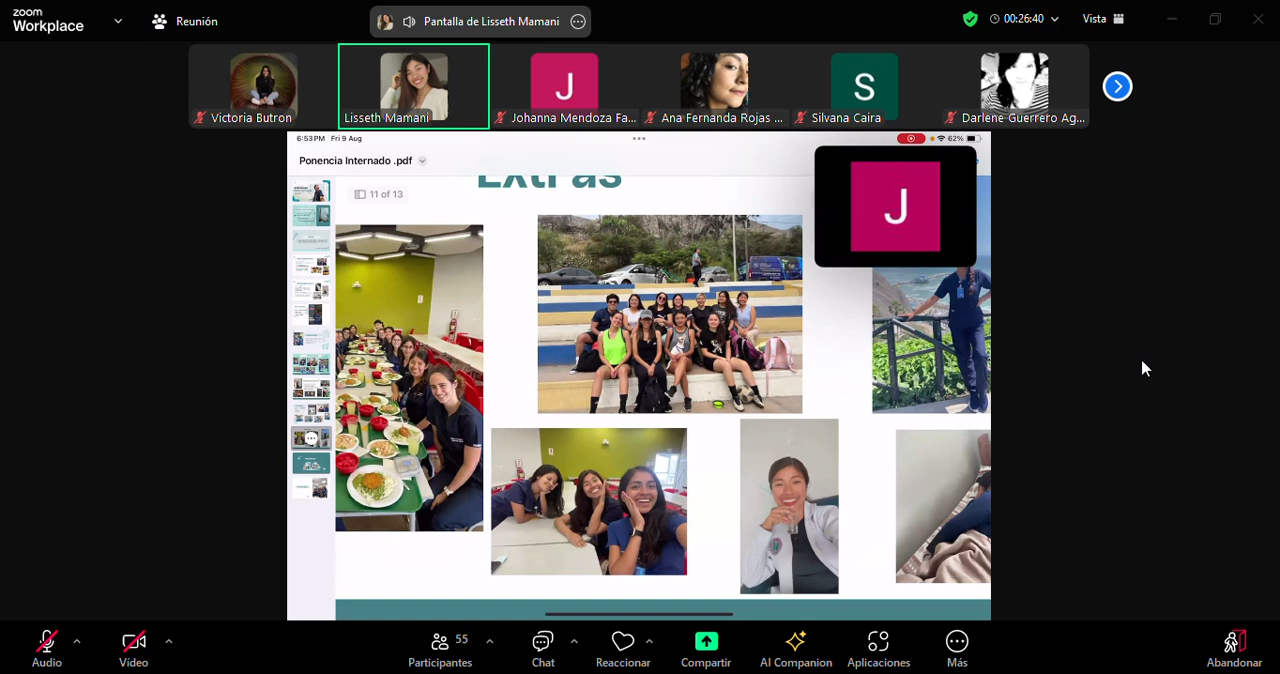 zoom
Workplace
Reunión
Pantalla de Lisseth Mamani
00:26:40
Vista
Victoria Butron
Lisseth Mamani
J
Johanna Mendoza Fa...
Ana Fernanda Rojas ...
S
Silvana Caira
Darlene Guerrero Ag...
6:53 PM Fri 9 Aug
62%
Ponencia Internado .pdf
11 of 13
Extras
J
Audio
Vídeo
55
Participantes
Chat
Reaccionar
Compartir
AI Companion
Aplicaciones
Más
Abandonar